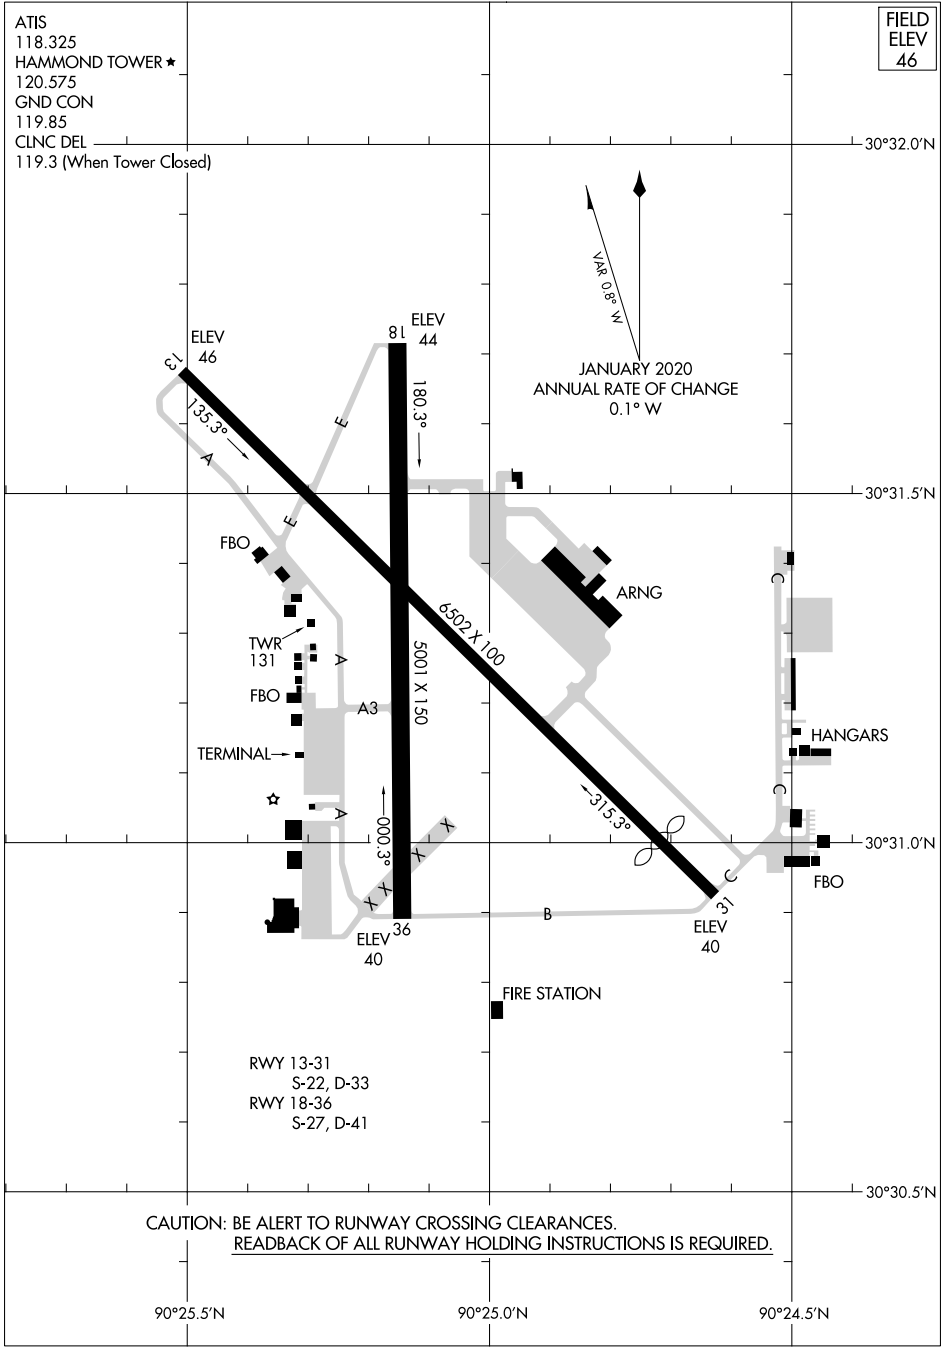 ATIS
118.325
HAMMOND TOWER ★
120.575
GND CON
119.85
CLNC DEL
119.3 (When Tower Closed)
FIELD
ELEV
46
30°32.0'N
VAR 0.8° W
JANUARY 2020
ANNUAL RATE OF CHANGE
0.1° W
18
ELEV
44
13
ELEV
46
180.3°
135.3°
E
A
30°31.5'N
E
FBO
C
ARNG
6502 X 100
TWR
131
A
5001 X 150
FBO
A3
HANGARS
TERMINAL
C
315.3°
A
000.3°
X
X
30°31.0'N
X
X
C
FBO
B
31
ELEV
40
36
ELEV
40
FIRE STATION
RWY 13-31
S-22, D-33
RWY 18-36
S-27, D-41
30°30.5'N
CAUTION: BE ALERT TO RUNWAY CROSSING CLEARANCES.
READBACK OF ALL RUNWAY HOLDING INSTRUCTIONS IS REQUIRED.
90°25.5'N
90°25.0'N
90°24.5'N